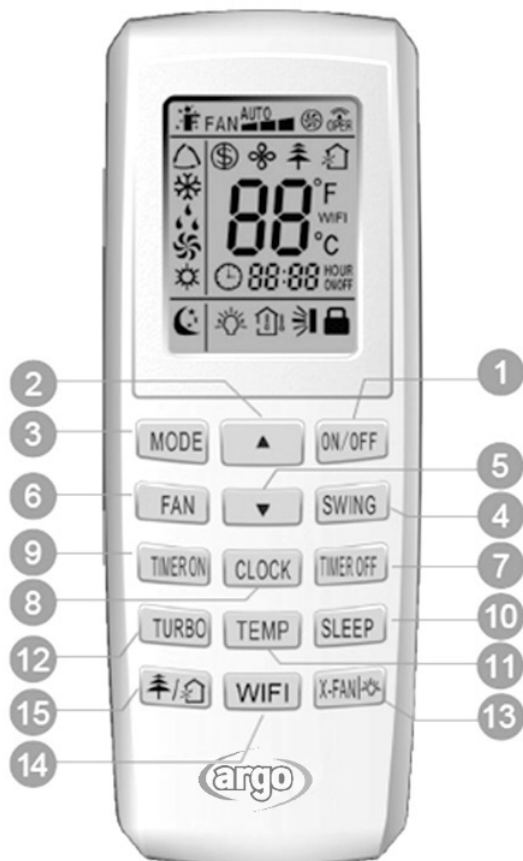 AUTO
FAN
OPER
$
88 °F
WIFI
°C
88:88 HOUR
ON/OFF
2
1
3
MODE ▲ ON/OFF
5
6
FAN ▼ SWING
4
9
TIMER ON CLOCK TIMER OFF
7
8
10
TURBO TEMP SLEEP
12
11
/ WIFI X-FAN|
15
13
14
argo